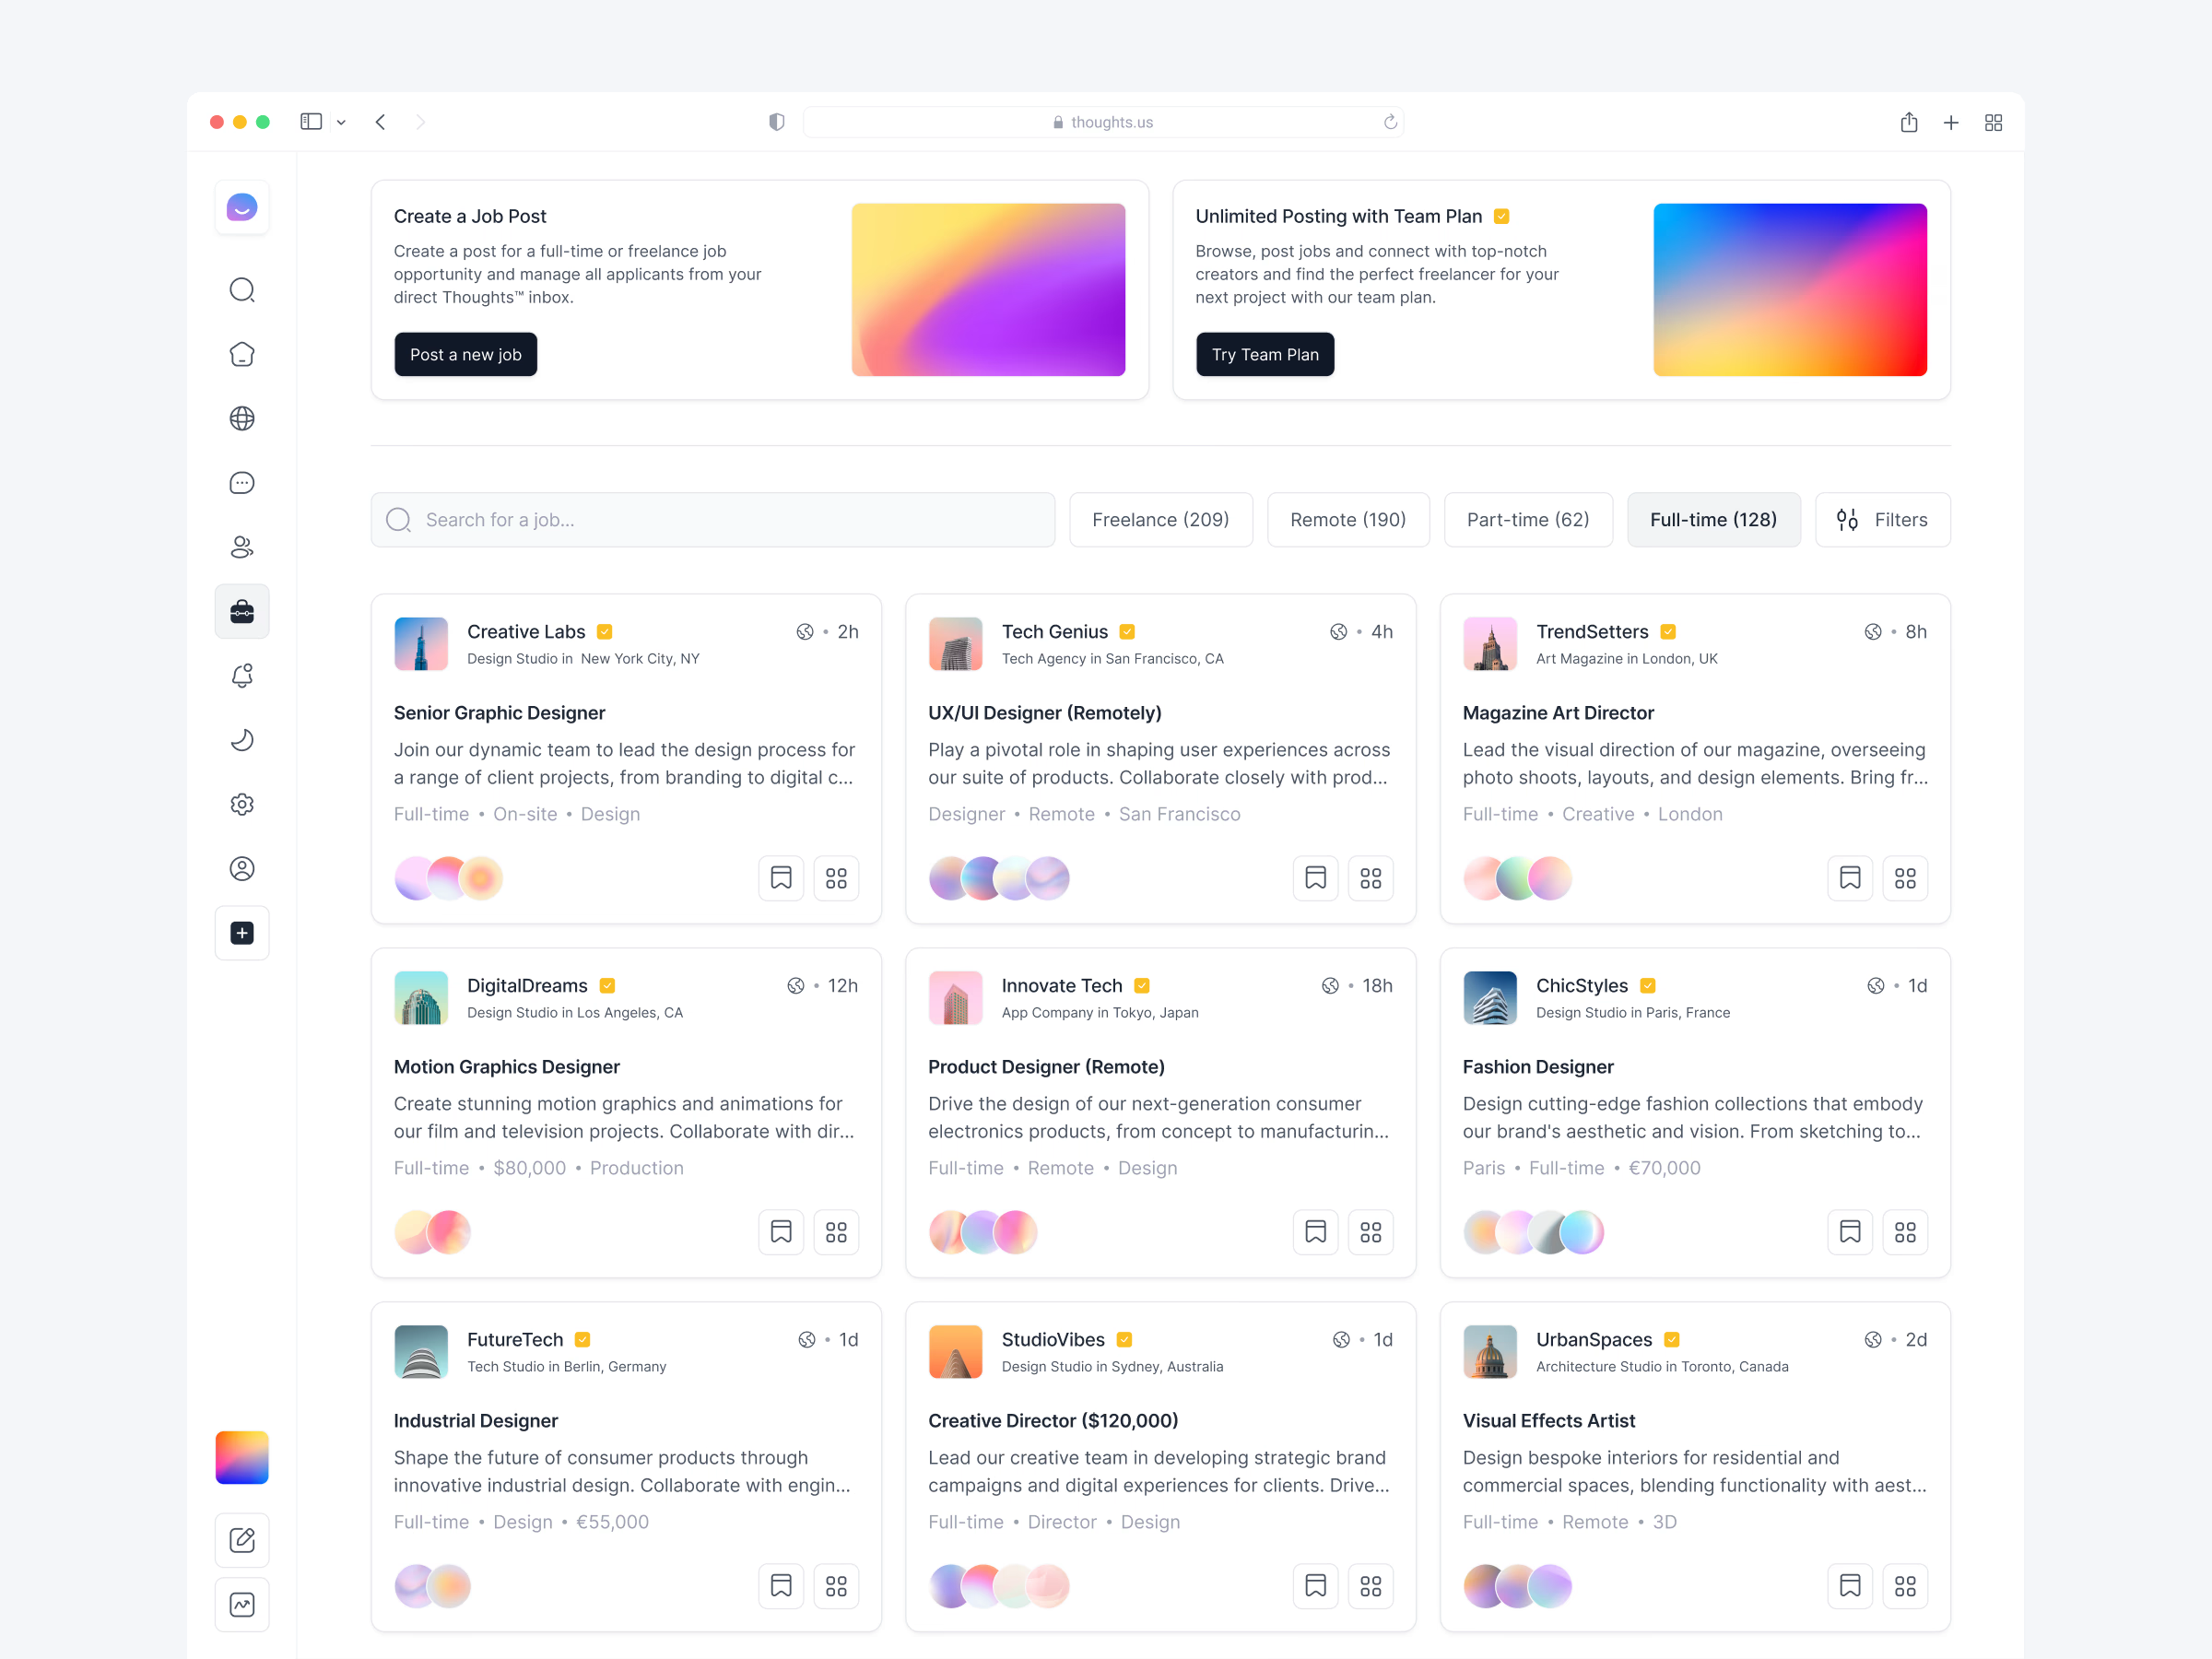 thoughts.us
Create a Job Post
Create a post for a full-time or freelance job
opportunity and manage all applicants from your
direct Thoughts™ inbox.
Post a new job
Unlimited Posting with Team Plan
Browse, post jobs and connect with top-notch
creators and find the perfect freelancer for your
next project with our team plan.
Try Team Plan
Search for a job...
Freelance (209)
Remote (190)
Part-time (62)
Full-time (128)
Filters
Creative Labs
• 2h
Design Studio in New York City, NY
Senior Graphic Designer
Join our dynamic team to lead the design process for
a range of client projects, from branding to digital c...
Full-time • On-site • Design
Tech Genius
• 4h
Tech Agency in San Francisco, CA
UX/UI Designer (Remotely)
Play a pivotal role in shaping user experiences across
our suite of products. Collaborate closely with prod...
Designer • Remote • San Francisco
TrendSetters
• 8h
Art Magazine in London, UK
Magazine Art Director
Lead the visual direction of our magazine, overseeing
photo shoots, layouts, and design elements. Bring fr...
Full-time • Creative • London
DigitalDreams
• 12h
Design Studio in Los Angeles, CA
Motion Graphics Designer
Create stunning motion graphics and animations for
our film and television projects. Collaborate with dir...
Full-time • $80,000 • Production
Innovate Tech
• 18h
App Company in Tokyo, Japan
Product Designer (Remote)
Drive the design of our next-generation consumer
electronics products, from concept to manufacturin...
Full-time • Remote • Design
ChicStyles
• 1d
Design Studio in Paris, France
Fashion Designer
Design cutting-edge fashion collections that embody
our brand's aesthetic and vision. From sketching to...
Paris • Full-time • €70,000
FutureTech
• 1d
Tech Studio in Berlin, Germany
Industrial Designer
Shape the future of consumer products through
innovative industrial design. Collaborate with engin...
Full-time • Design • €55,000
StudioVibes
• 1d
Design Studio in Sydney, Australia
Creative Director ($120,000)
Lead our creative team in developing strategic brand
campaigns and digital experiences for clients. Drive...
Full-time • Director • Design
UrbanSpaces
• 2d
Architecture Studio in Toronto, Canada
Visual Effects Artist
Design bespoke interiors for residential and
commercial spaces, blending functionality with aest...
Full-time • Remote • 3D